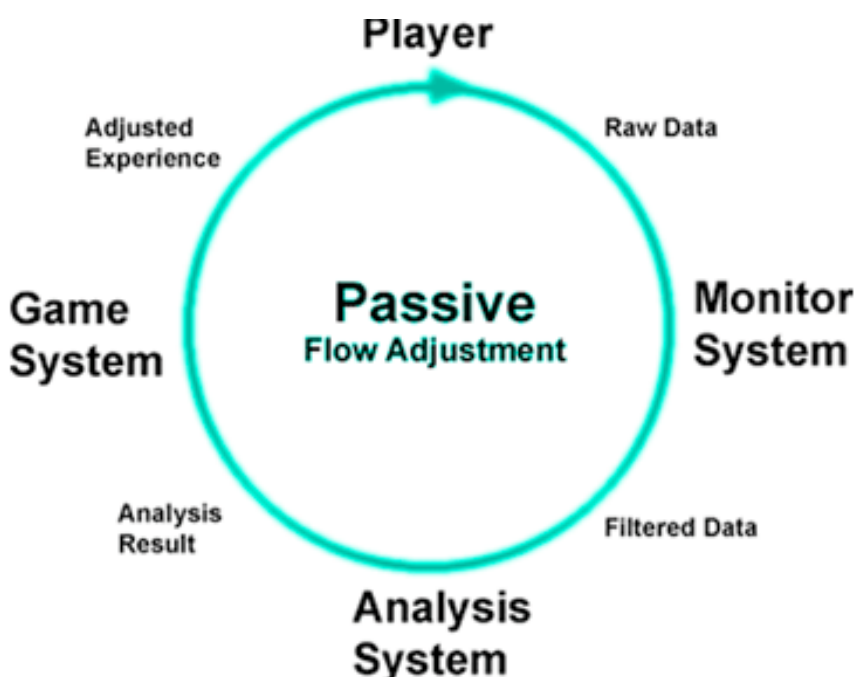 Player
Adjusted
Experience
Raw Data
Game
System
Passive
Flow Adjustment
Monitor
System
Analysis
Result
Filtered Data
Analysis
System